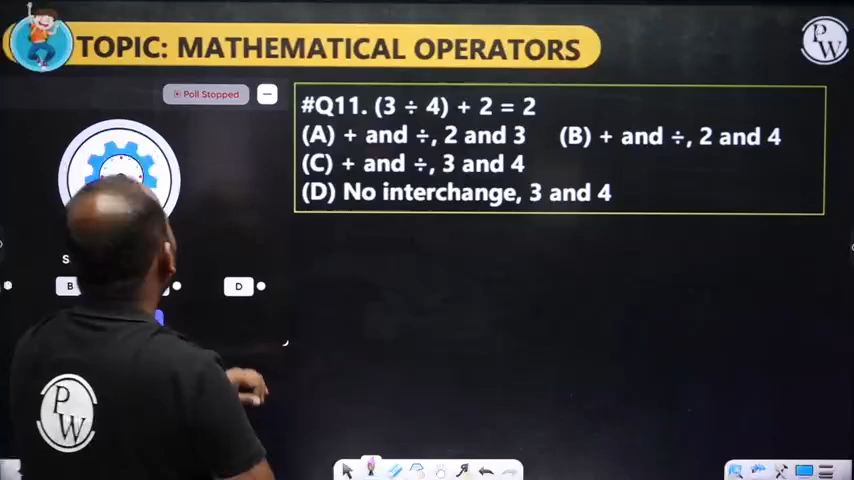 TOPIC: MATHEMATICAL OPERATORS
PW
Poll Stopped
#Q11. (3 ÷ 4) + 2 = 2
(A) + and ÷, 2 and 3 (B) + and ÷, 2 and 4
(C) + and ÷, 3 and 4
(D) No interchange, 3 and 4
S
B
D
PW